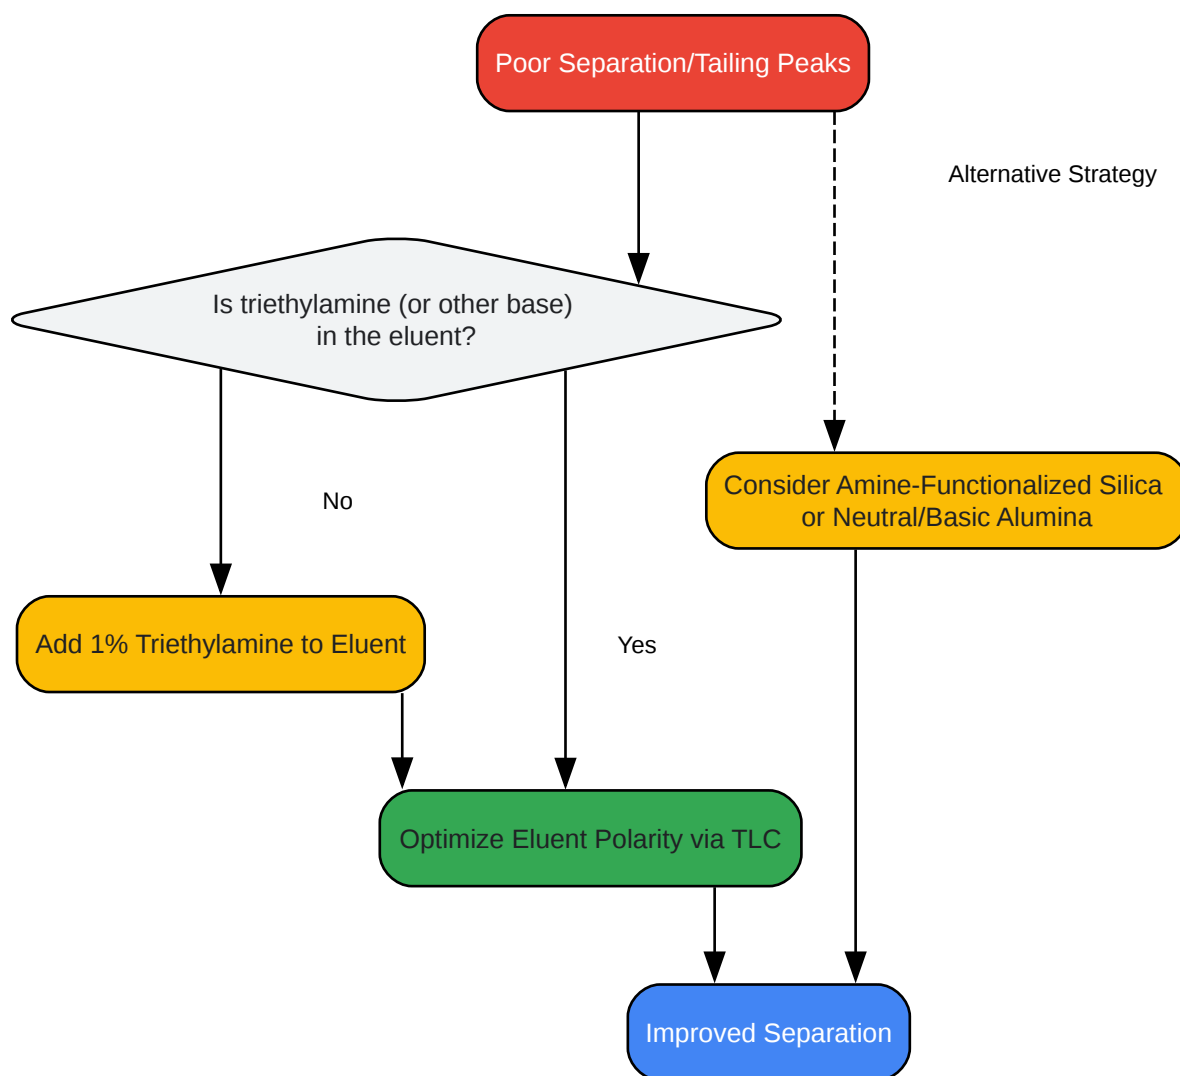 Poor Separation/Tailing Peaks
Alternative Strategy
Is triethylamine (or other base)
in the eluent?
Consider Amine-Functionalized Silica
or Neutral/Basic Alumina
No
Add 1% Triethylamine to Eluent
Yes
Optimize Eluent Polarity via TLC
Improved Separation